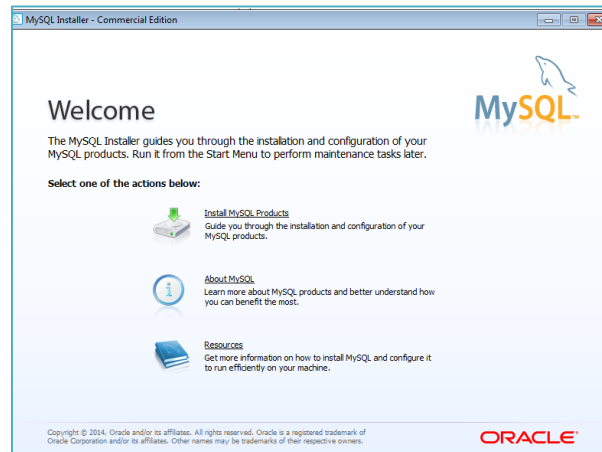 MySQL Installer - Commercial Edition
MySQL™
Welcome
The MySQL Installer guides you through the installation and configuration of your
MySQL products. Run it from the Start Menu to perform maintenance tasks later.
Select one of the actions below:
Install MySQL Products
Guide you through the installation and configuration of your
MySQL products.
About MySQL
Learn more about MySQL products and better understand how
you can benefit the most.
Resources
Get more information on how to install MySQL and configure it
to run efficiently on your machine.
Copyright © 2014, Oracle and/or its affiliates. All rights reserved. Oracle is a registered trademark of
Oracle Corporation and/or its affiliates. Other names may be trademarks of their respective owners.
ORACLE